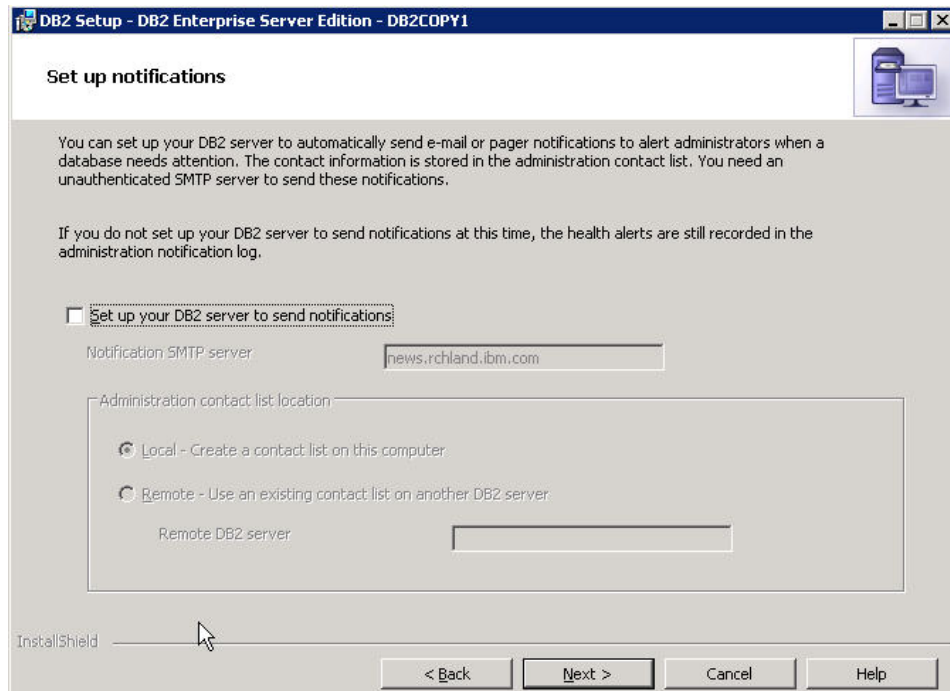 DB2 Setup - DB2 Enterprise Server Edition - DB2COPY1
Set up notifications
You can set up your DB2 server to automatically send e-mail or pager notifications to alert administrators when a
database needs attention. The contact information is stored in the administration contact list. You need an
unauthenticated SMTP server to send these notifications.
If you do not set up your DB2 server to send notifications at this time, the health alerts are still recorded in the
administration notification log.
Set up your DB2 server to send notifications
Notification SMTP server
news.rchland.ibm.com
Administration contact list location
Local - Create a contact list on this computer
Remote - Use an existing contact list on another DB2 server
Remote DB2 server
InstallShield
< Back
Next >
Cancel
Help